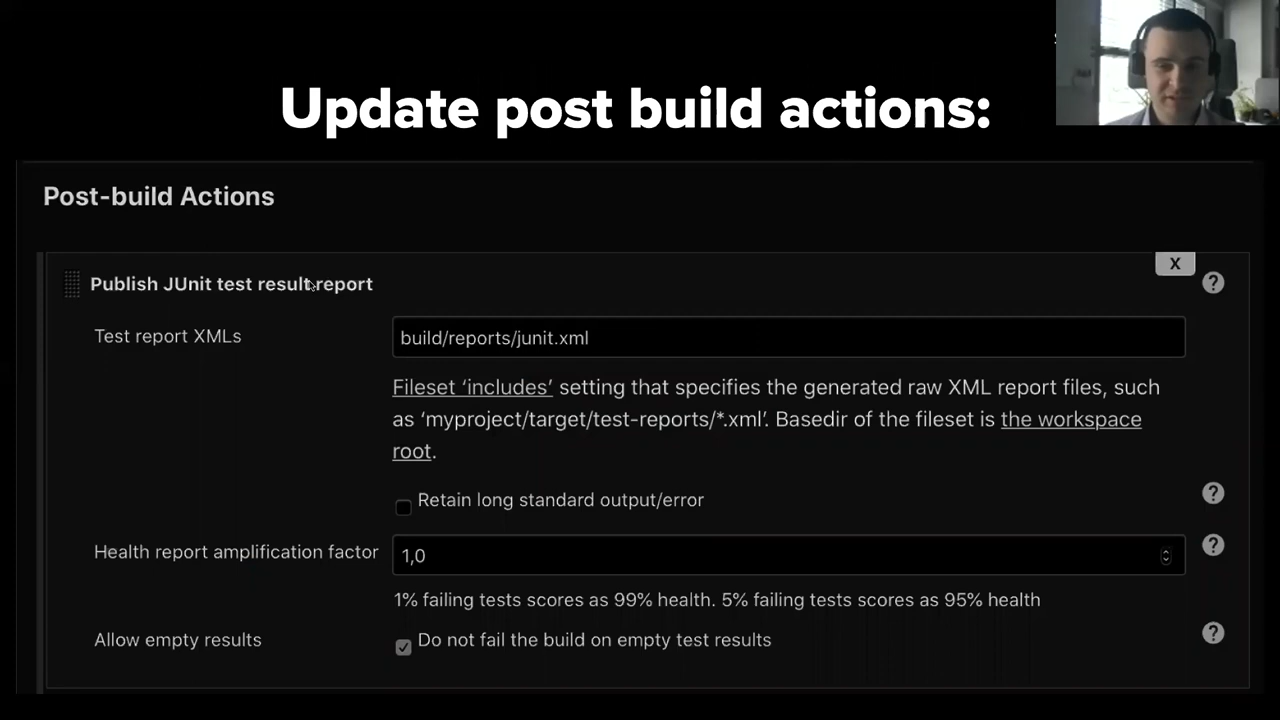 Update post build actions:
Post-build Actions
X
Publish JUnit test result report
?
Test report XMLs
build/reports/junit.xml
Fileset ‘includes’ setting that specifies the generated raw XML report files, such
as ‘myproject/target/test-reports/*.xml’. Basedir of the fileset is the workspace
root.
Retain long standard output/error
?
Health report amplification factor
1,0
?
1% failing tests scores as 99% health. 5% failing tests scores as 95% health
Allow empty results
Do not fail the build on empty test results
?